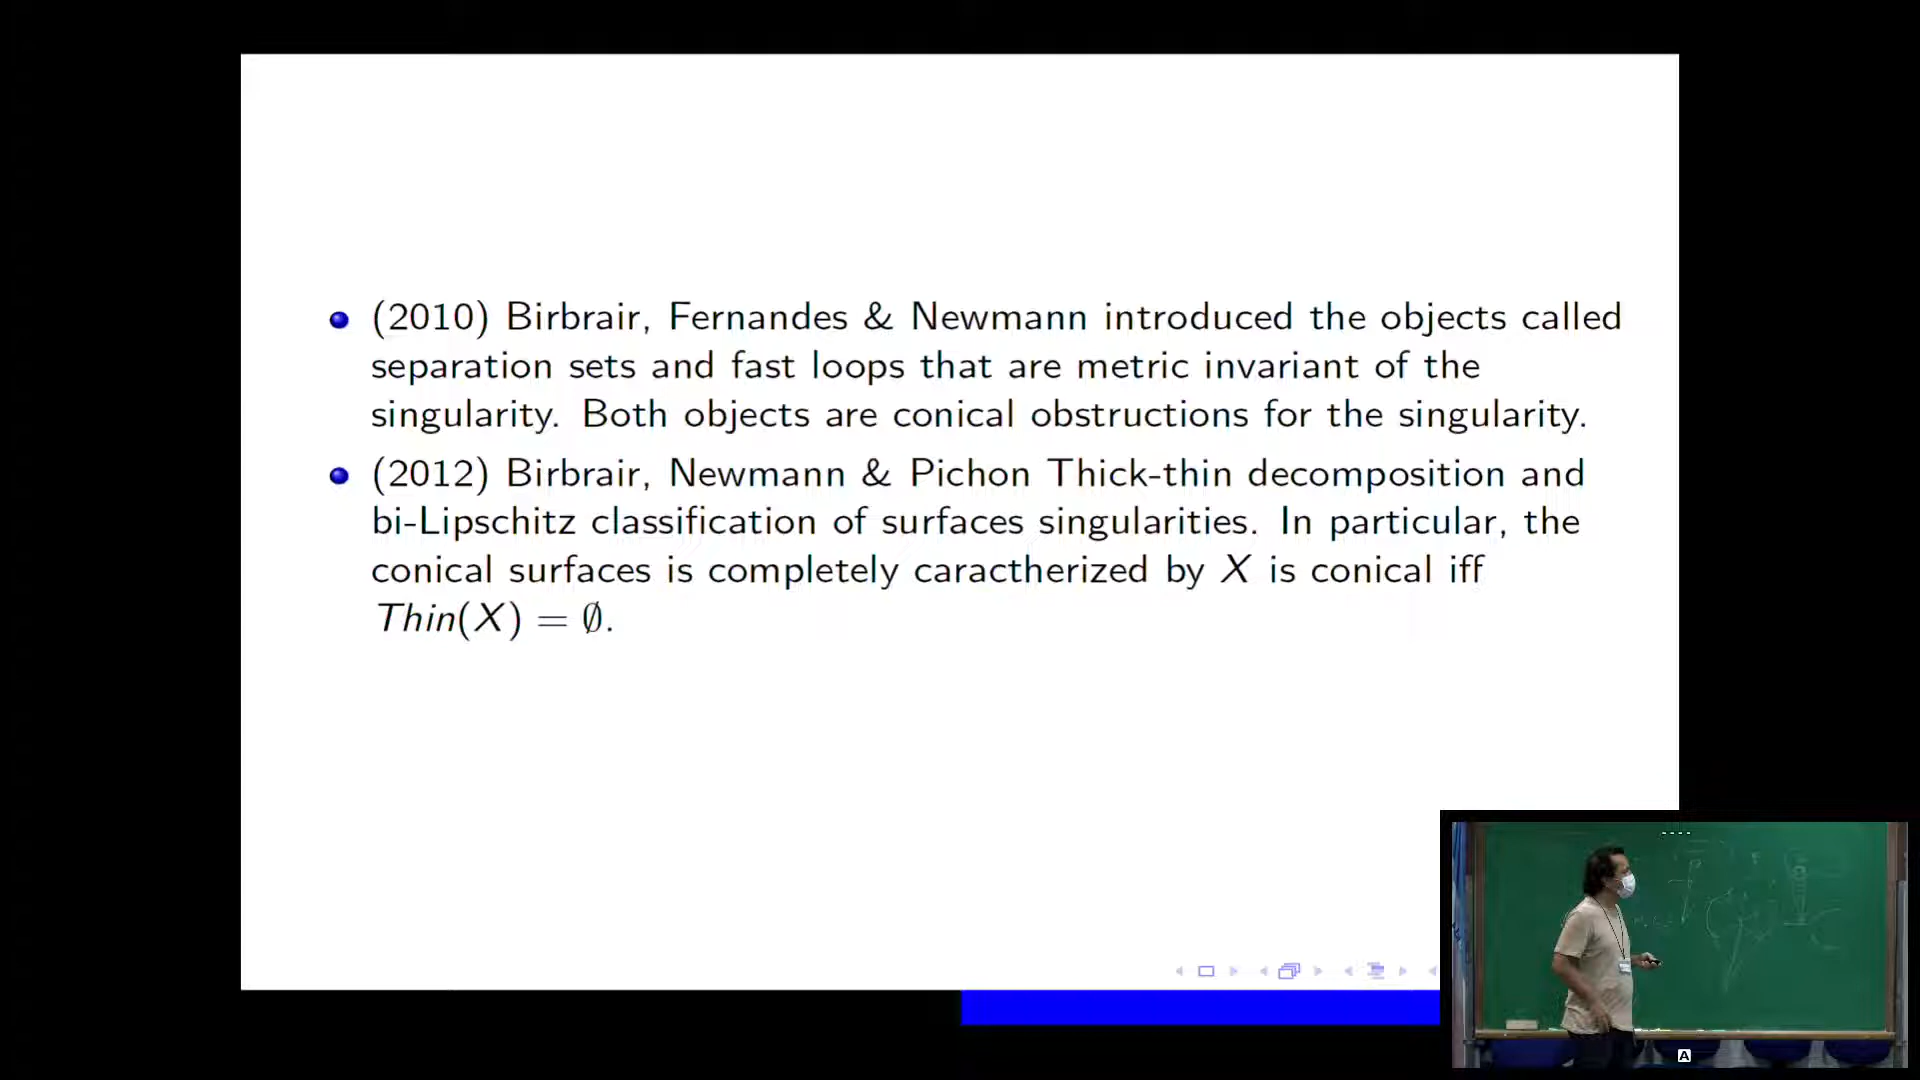 (2010) Birbrair, Fernandes & Newmann introduced the objects called
separation sets and fast loops that are metric invariant of the
singularity. Both objects are conical obstructions for the singularity.
(2012) Birbrair, Newmann & Pichon Thick-thin decomposition and
bi-Lipschitz classification of surfaces singularities. In particular, the
conical surfaces is completely caractherized by X is conical iff
Thin(X) = ∅.
A